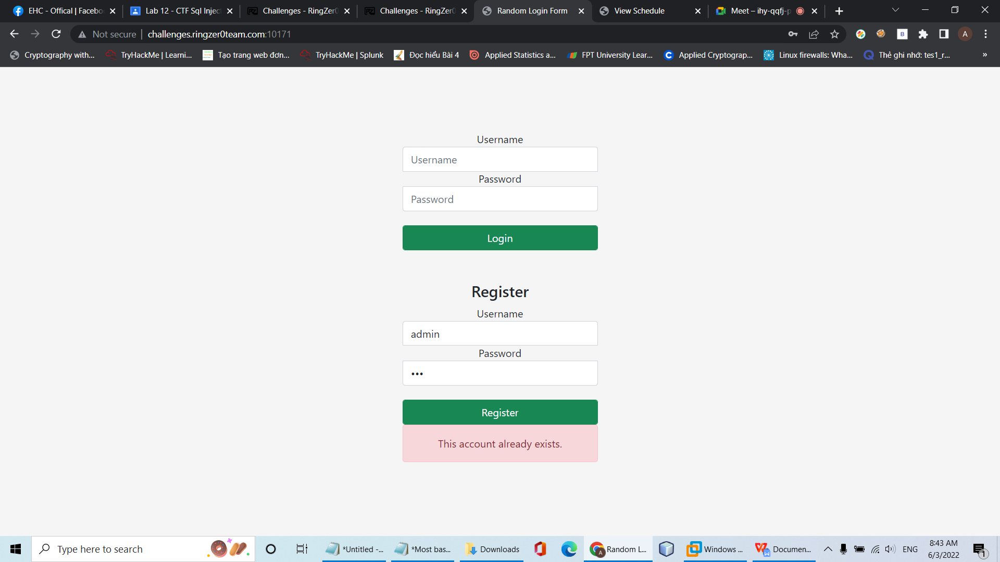 EHC - Offical | Facebo
Lab 12 - CTF Sql Inject
Challenges - RingZer0
Challenges - RingZer0
Random Login Form
View Schedule
Meet – ihy-qqfj-p
Not secure
challenges.ringzer0team.com:10171
B
A
Cryptography with...
TryHackMe | Learni...
Tạo trang web đơn...
TryHackMe | Splunk
Đọc hiểu Bài 4
Applied Statistics a...
FPT University Lear...
Applied Cryptograp...
Linux firewalls: Wha...
Thẻ ghi nhớ: tes1_r...
»
Username
Username
Password
Password
Login
Register
Username
admin
Password
•••
Register
This account already exists.
Type here to search
*Untitled -...
*Most bas...
Downloads
Random L...
Windows ...
Documen...
ENG
8:43 AM
6/3/2022
1